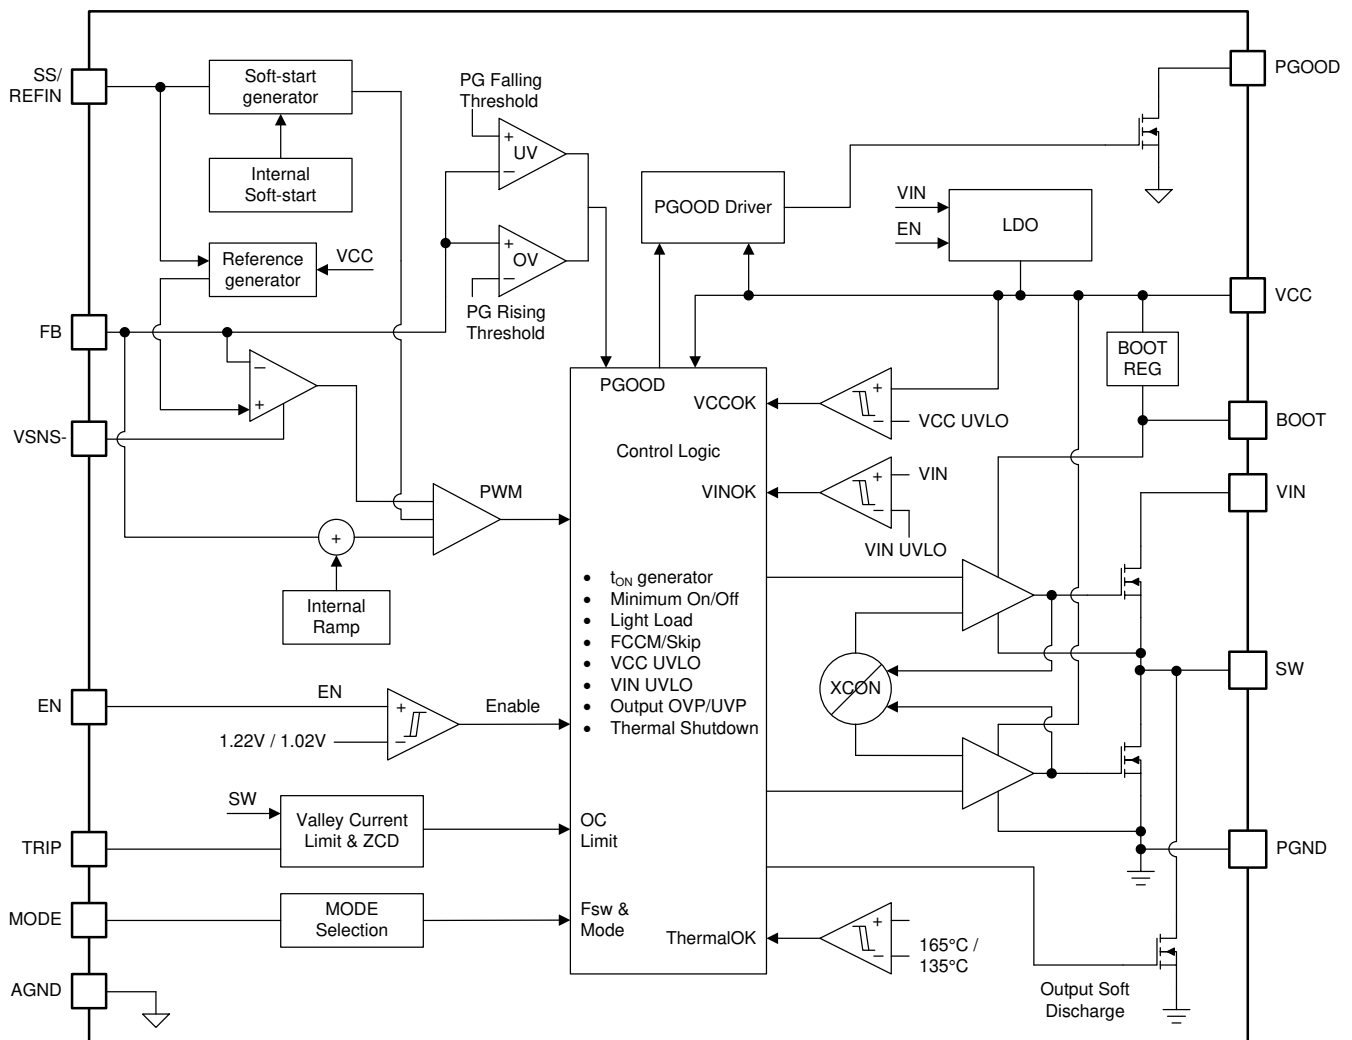 SS/
REFIN
Soft-start
generator
Internal
Soft-start
Reference
generator
VCC
PG Falling
Threshold
+
UV
−
+
OV
−
PG Rising
Threshold
PGOOD Driver
VIN
EN
LDO
PGOOD
VCC
BOOT
REG
BOOT
VIN
FB
−
+
VSNS-
PWM
+
Internal
Ramp
PGOOD
VCCOK
+
−
VCC UVLO
Control Logic
VINOK
+
−
VIN
VIN UVLO
• tON generator
• Minimum On/Off
• Light Load
• FCCM/Skip
• VCC UVLO
• VIN UVLO
• Output OVP/UVP
• Thermal Shutdown
XCON
SW
EN
EN
+
−
1.22V / 1.02V
Enable
SW
TRIP
Valley Current
Limit & ZCD
OC
Limit
PGND
MODE
MODE
Selection
Fsw &
Mode
ThermalOK
+
−
165°C /
135°C
Output Soft
Discharge
AGND